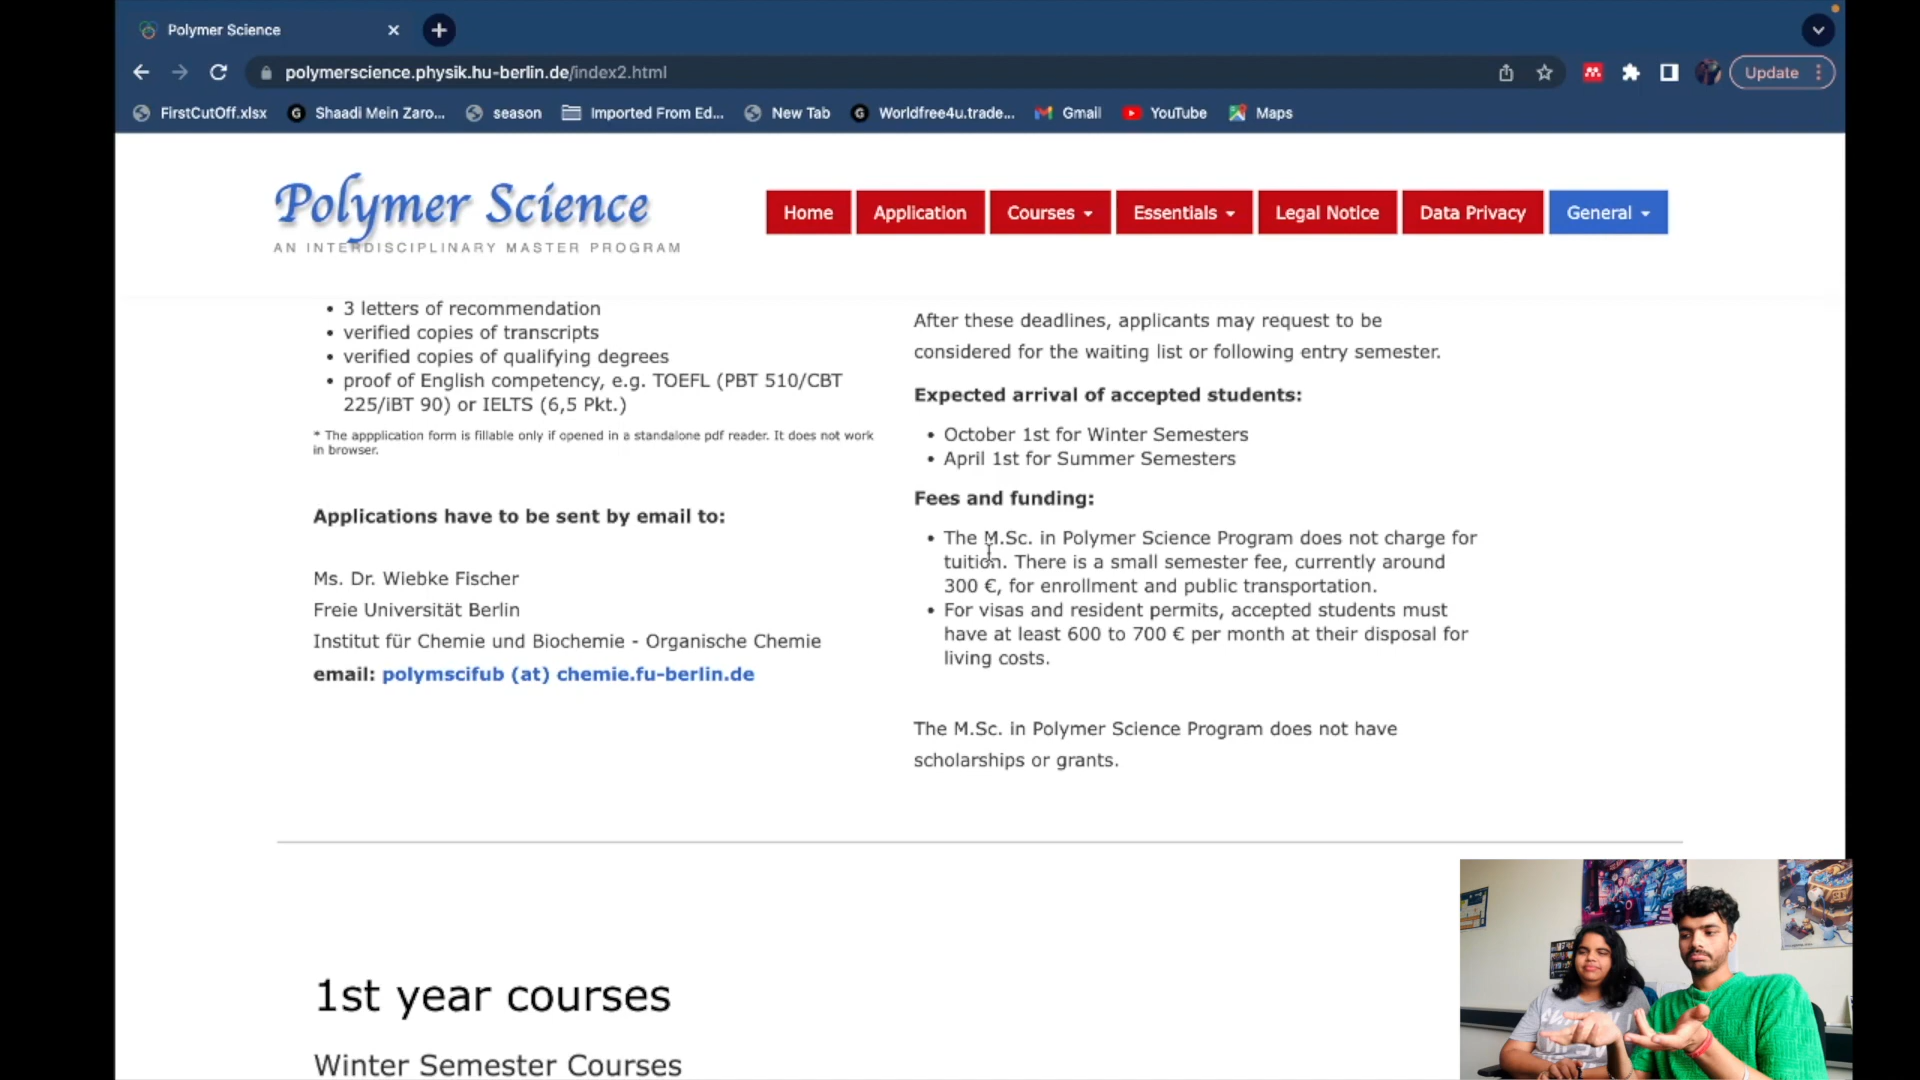 Polymer Science
polymerscience.physik.hu-berlin.de/index2.html
Update
FirstCutOff.xlsx
Shaadi Mein Zaro...
season
Imported From Ed...
New Tab
Worldfree4u.trade...
Gmail
YouTube
Maps
Polymer Science
AN INTERDISCIPLINARY MASTER PROGRAM
Home
Application
Courses
Essentials
Legal Notice
Data Privacy
General
• 3 letters of recommendation
• verified copies of transcripts
• verified copies of qualifying degrees
• proof of English competency, e.g. TOEFL (PBT 510/CBT
225/iBT 90) or IELTS (6,5 Pkt.)
* The appplication form is fillable only if opened in a standalone pdf reader. It does not work
in browser.
Applications have to be sent by email to:
Ms. Dr. Wiebke Fischer
Freie Universität Berlin
Institut für Chemie und Biochemie - Organische Chemie
email: polymscifub (at) chemie.fu-berlin.de
After these deadlines, applicants may request to be
considered for the waiting list or following entry semester.
Expected arrival of accepted students:
• October 1st for Winter Semesters
• April 1st for Summer Semesters
Fees and funding:
• The M.Sc. in Polymer Science Program does not charge for
tuition. There is a small semester fee, currently around
300 €, for enrollment and public transportation.
• For visas and resident permits, accepted students must
have at least 600 to 700 € per month at their disposal for
living costs.
The M.Sc. in Polymer Science Program does not have
scholarships or grants.
1st year courses
Winter Semester Courses